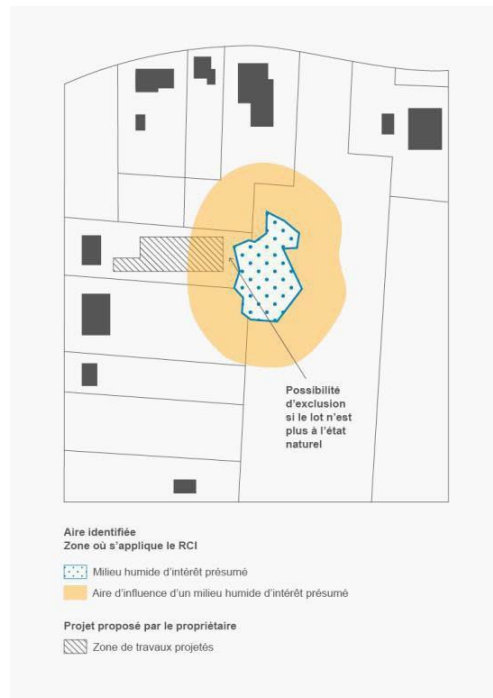 Possibilité
d'exclusion
si le lot n'est
plus à l'état
naturel
Aire identifiée
Zone où s'applique le RCI
Milieu humide d'intérêt présumé
Aire d'influence d'un milieu humide d'intérêt présumé
Projet proposé par le propriétaire
Zone de travaux projetés